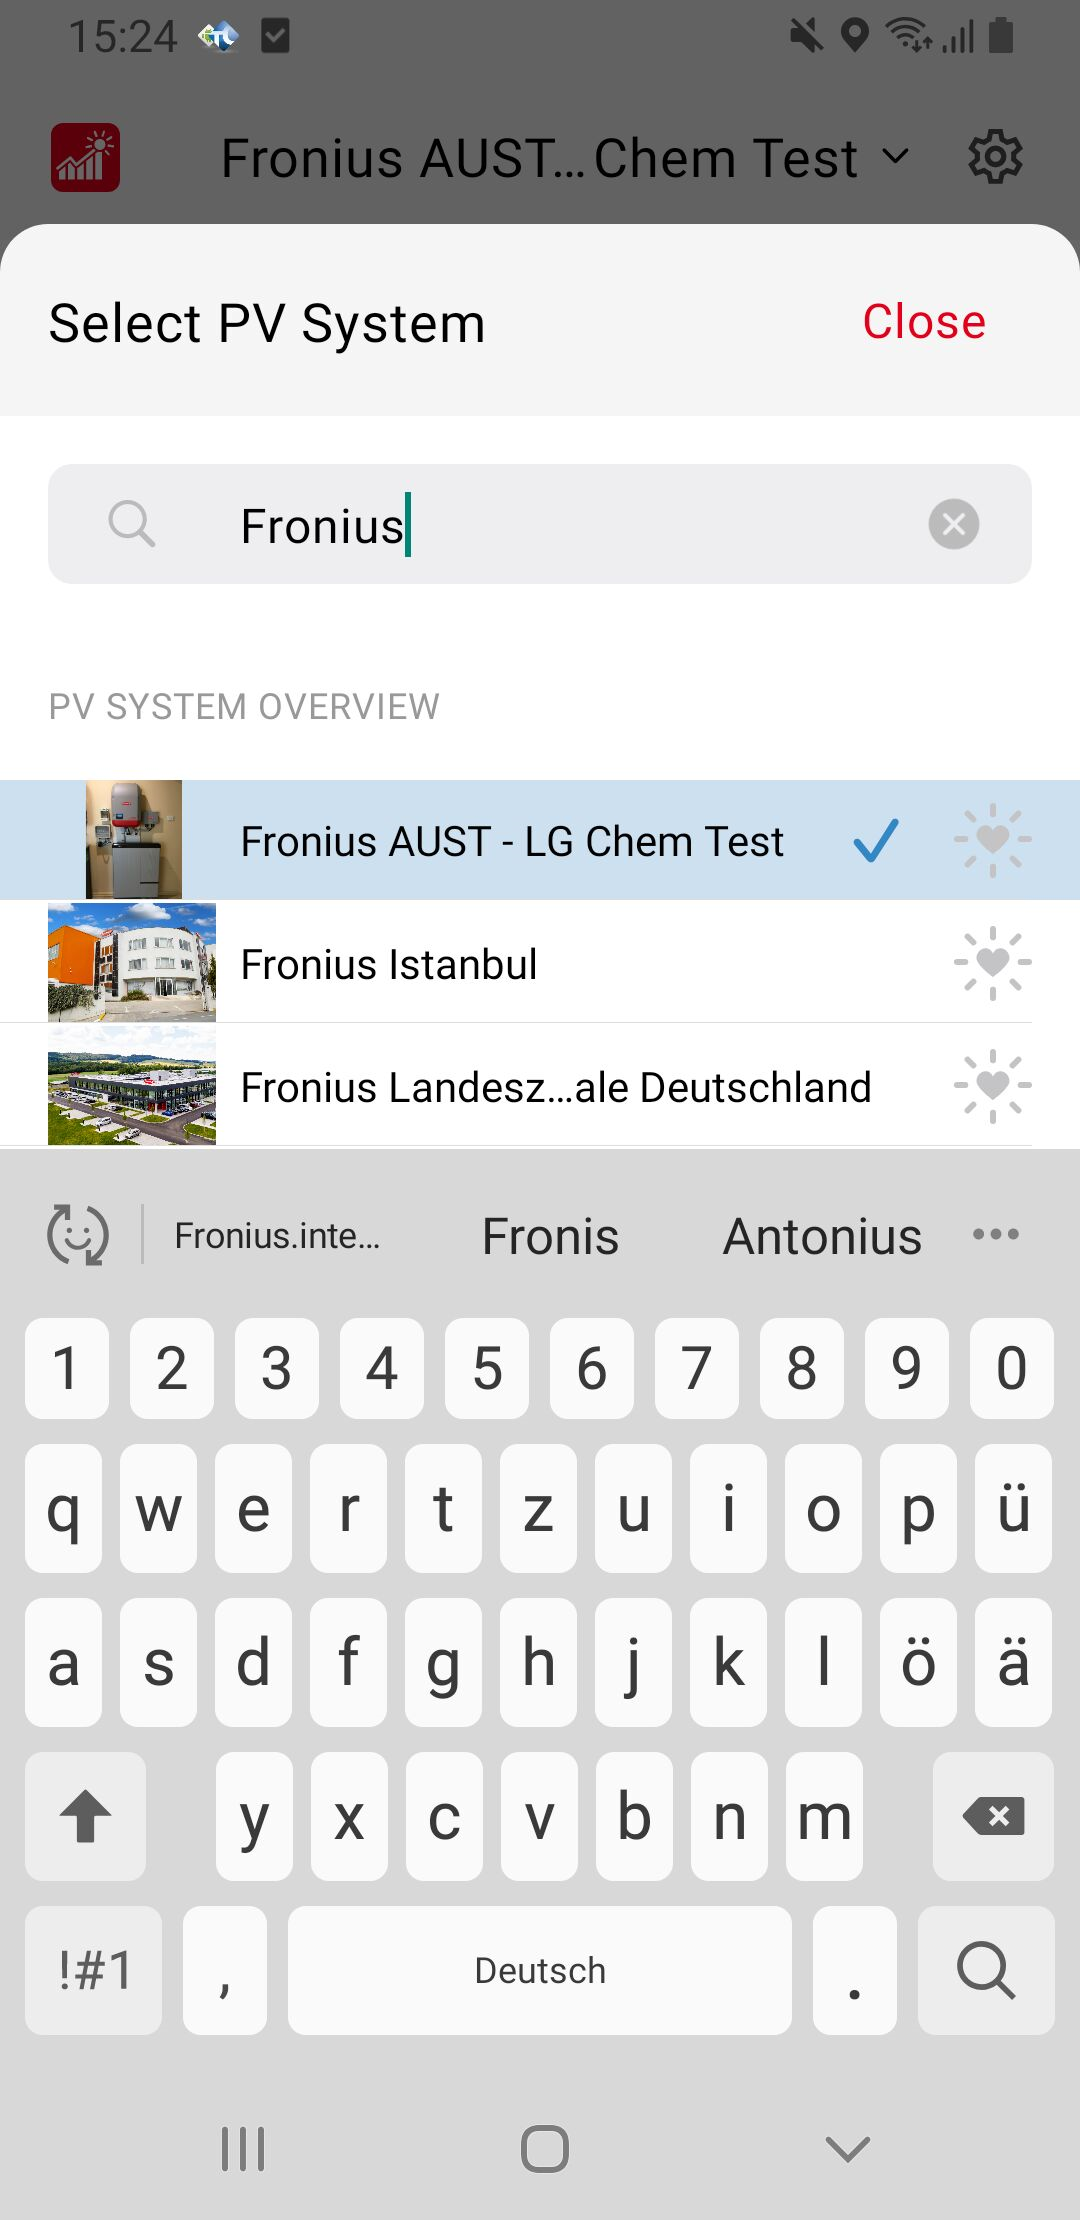 15:24
Fronius AUST... Chem Test
Select PV System
Close
Fronius
PV SYSTEM OVERVIEW
Fronius AUST - LG Chem Test
Fronius Istanbul
Fronius Landesz...ale Deutschland
Fronius.inte... Fronis Antonius
1 2 3 4 5 6 7 8 9 0
q w e r t z u i o p ü
a s d f g h j k l ö ä
y x c v b n m
!#1 , Deutsch .